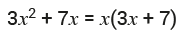 3x² + 7x = x(3x + 7)